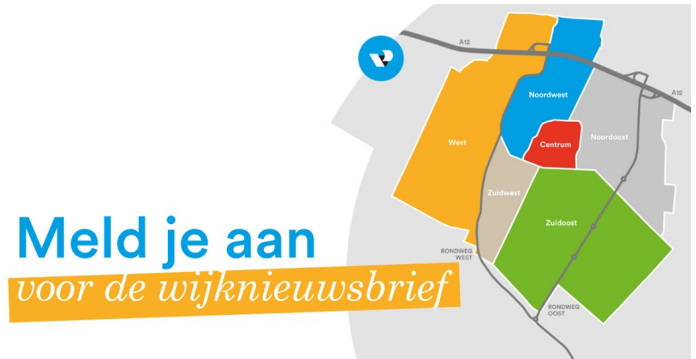 A12
A12
Noordwest
West
Centrum
Noordoost
Zuidwest
Zuidoost
Meld je aan
voor de wijknieuwsbrief
RONDWEG
WEST
RONDWEG
OOST